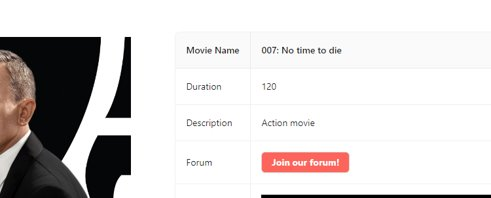 Movie Name 007: No time to die
Duration 120
Description Action movie
Forum Join our forum!